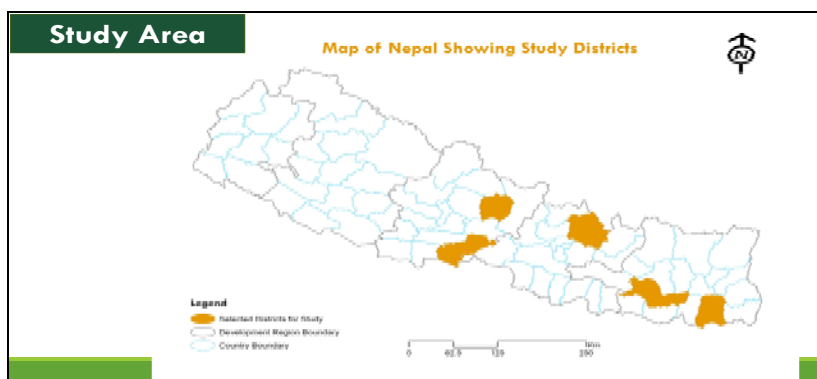 Study Area
Map of Nepal Showing Study Districts
N
Legend
Selected Districts for Study
Development Region Boundary
Country Boundary
0 62.5 125 250